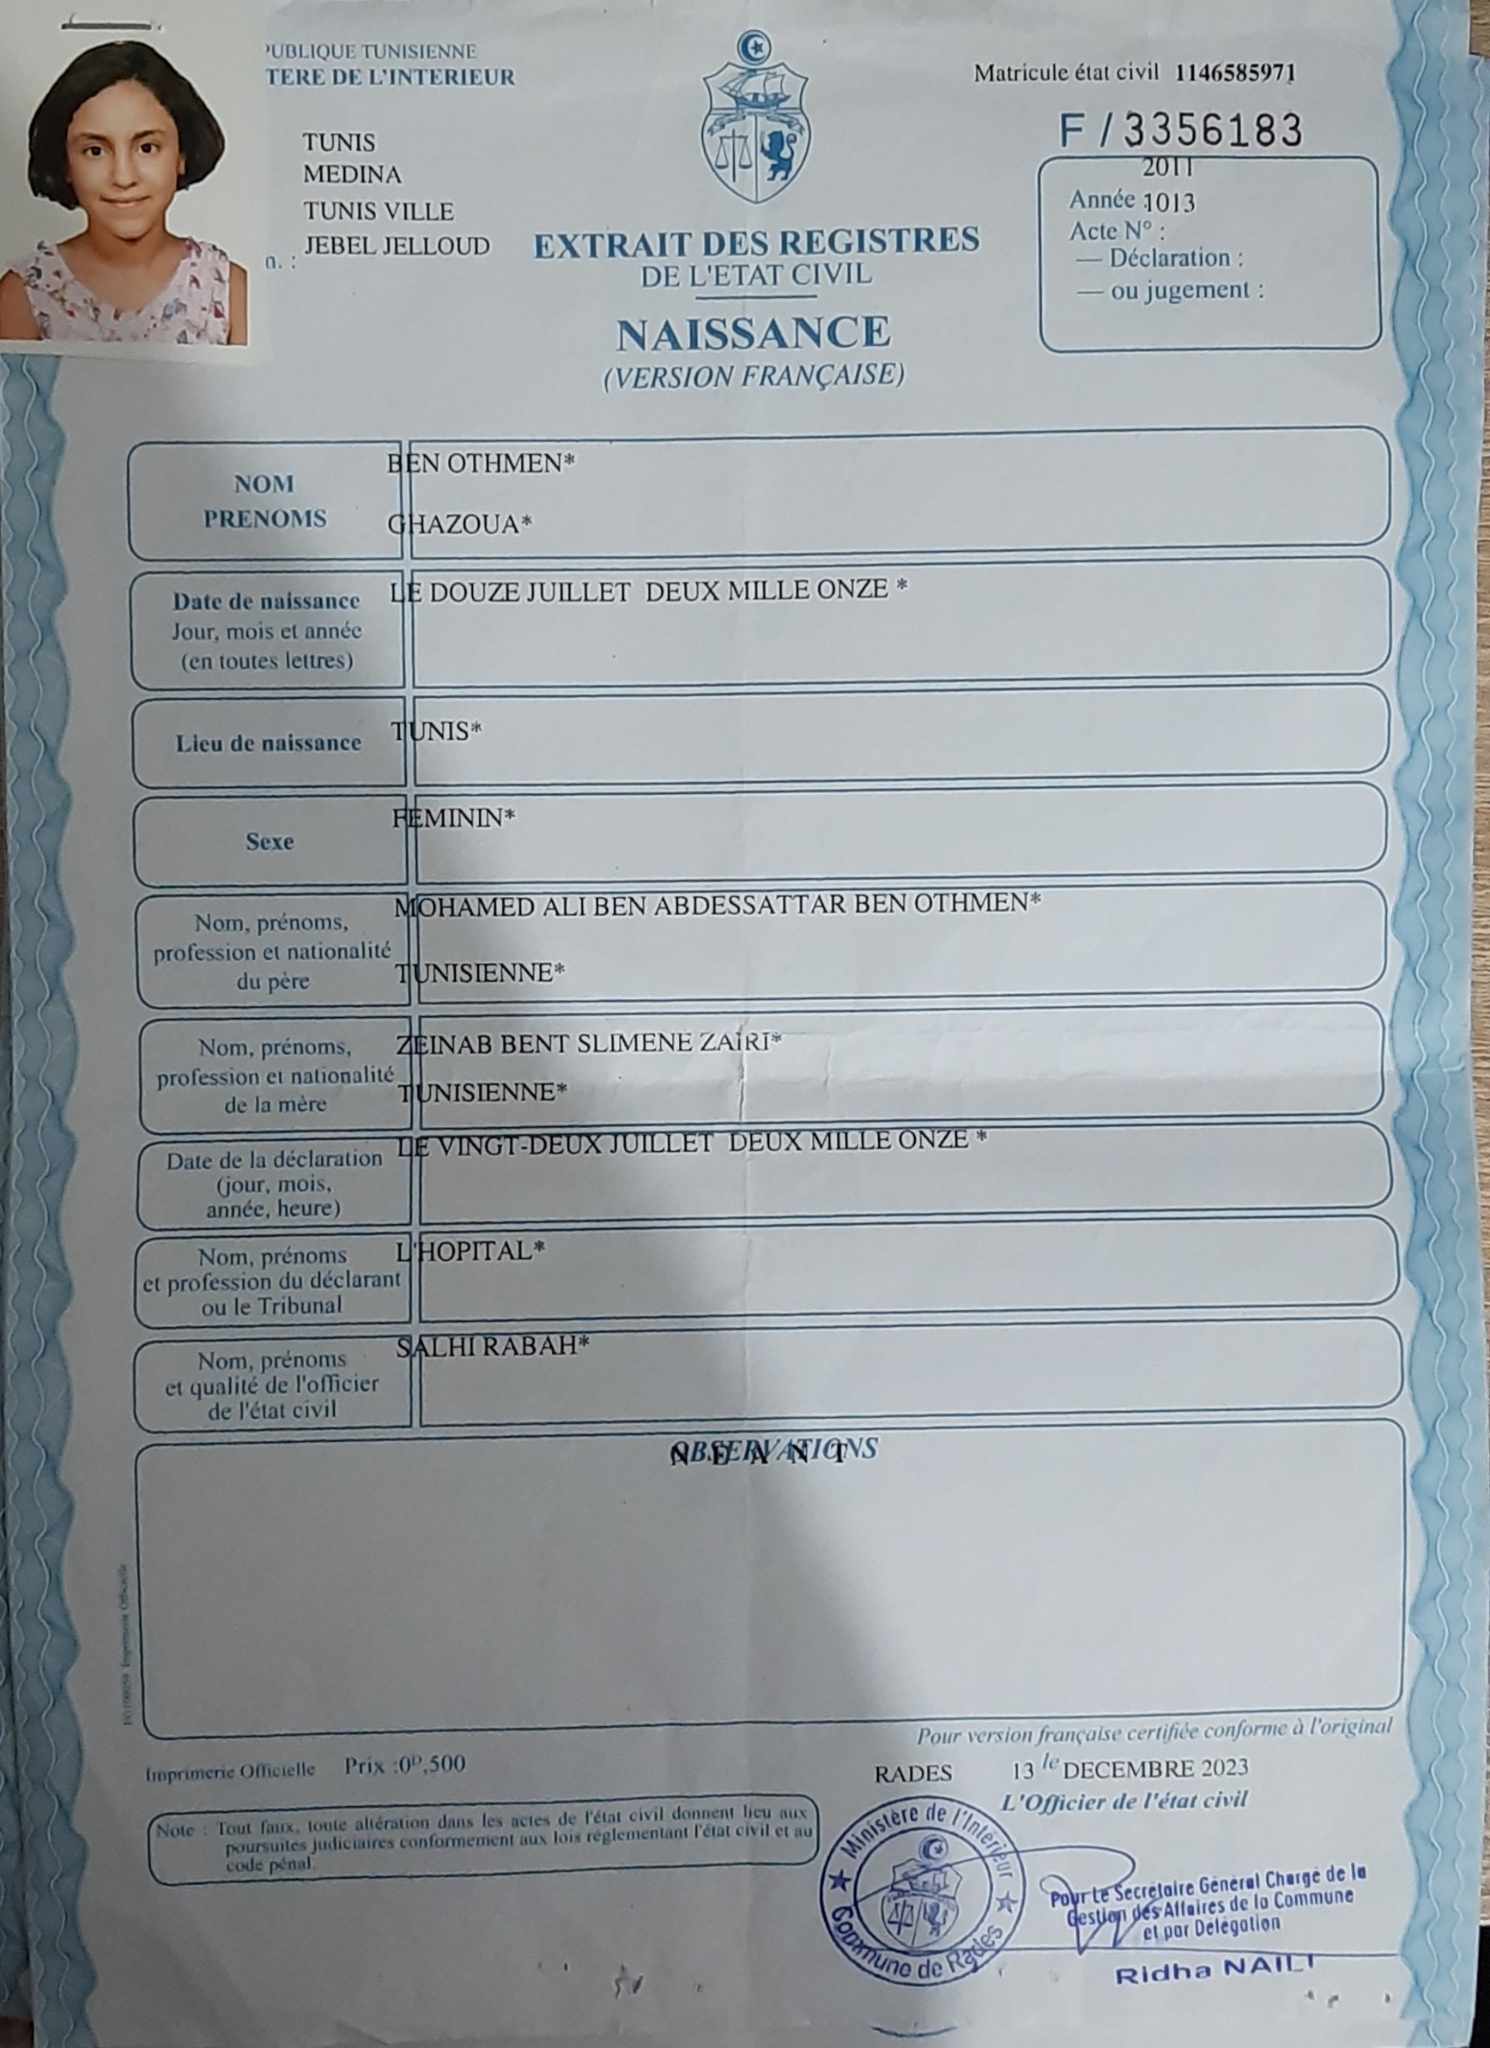 PUBLIQUE TUNISIENNE
TERE DE L'INTERIEUR
TUNIS
MEDINA
TUNIS VILLE
n. : JEBEL JELLOUD
EXTRAIT DES REGISTRES
DE L'ETAT CIVIL
NAISSANCE
(VERSION FRANÇAISE)
Matricule état civil 1146585971
F / 3356183
2011
Année 1013
Acte N° :
— Déclaration :
— ou jugement :
NOM
PRENOMS
BEN OTHMEN*
GHAZOUA*
Date de naissance
Jour, mois et année
(en toutes lettres)
LE DOUZE JUILLET DEUX MILLE ONZE *
Lieu de naissance
TUNIS*
Sexe
FEMININ*
Nom, prénoms,
profession et nationalité
du père
MOHAMED ALI BEN ABDESSATTAR BEN OTHMEN*
TUNISIENNE*
Nom, prénoms,
profession et nationalité
de la mère
ZEINAB BENT SLIMENE ZAIRI*
TUNISIENNE*
Date de la déclaration
(jour, mois,
année, heure)
LE VINGT-DEUX JUILLET DEUX MILLE ONZE *
Nom, prénoms
et profession du déclarant
ou le Tribunal
L'HOPITAL*
Nom, prénoms
et qualité de l'officier
de l'état civil
SALHI RABAH*
OBSERVATIONS
N E A N T
Imprimerie Officielle
Pour version française certifiée conforme à l'original
Imprimerie Officielle Prix :0D,500
RADES 13 le DECEMBRE 2023
L'Officier de l'état civil
Note : Tout faux, toute altération dans les actes de l'état civil donnent lieu aux
poursuites judiciaires conformement aux lois réglementant l'état civil et au
code pénal.
Ministère de l'Intérieur
Commune de Rades
Pour Le Secrétaire Général Chargé de la
Gestion des Affaires de la Commune
et par Délégation
Ridha NAILI